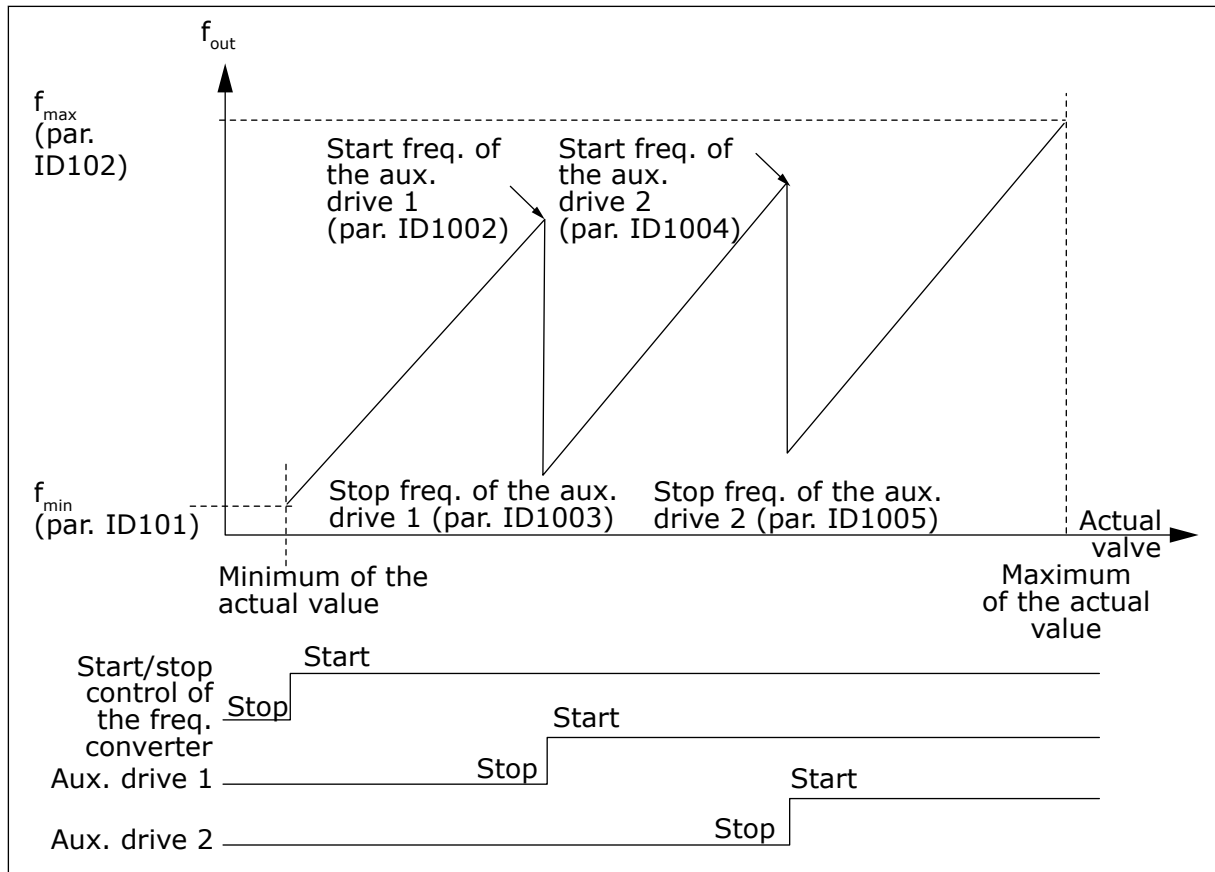 f_out
f_max
(par.
ID102)
Start freq. of
the aux.
drive 1
(par. ID1002)
Start freq. of
the aux.
drive 2
(par. ID1004)
f_min
(par. ID101)
Stop freq. of the aux.
drive 1 (par. ID1003)
Stop freq. of the aux.
drive 2 (par. ID1005)
Actual
valve
Minimum of the
actual value
Maximum
of the actual
value
Start/stop
control of
the freq.
converter
Stop
Start
Aux. drive 1
Stop
Start
Aux. drive 2
Stop
Start